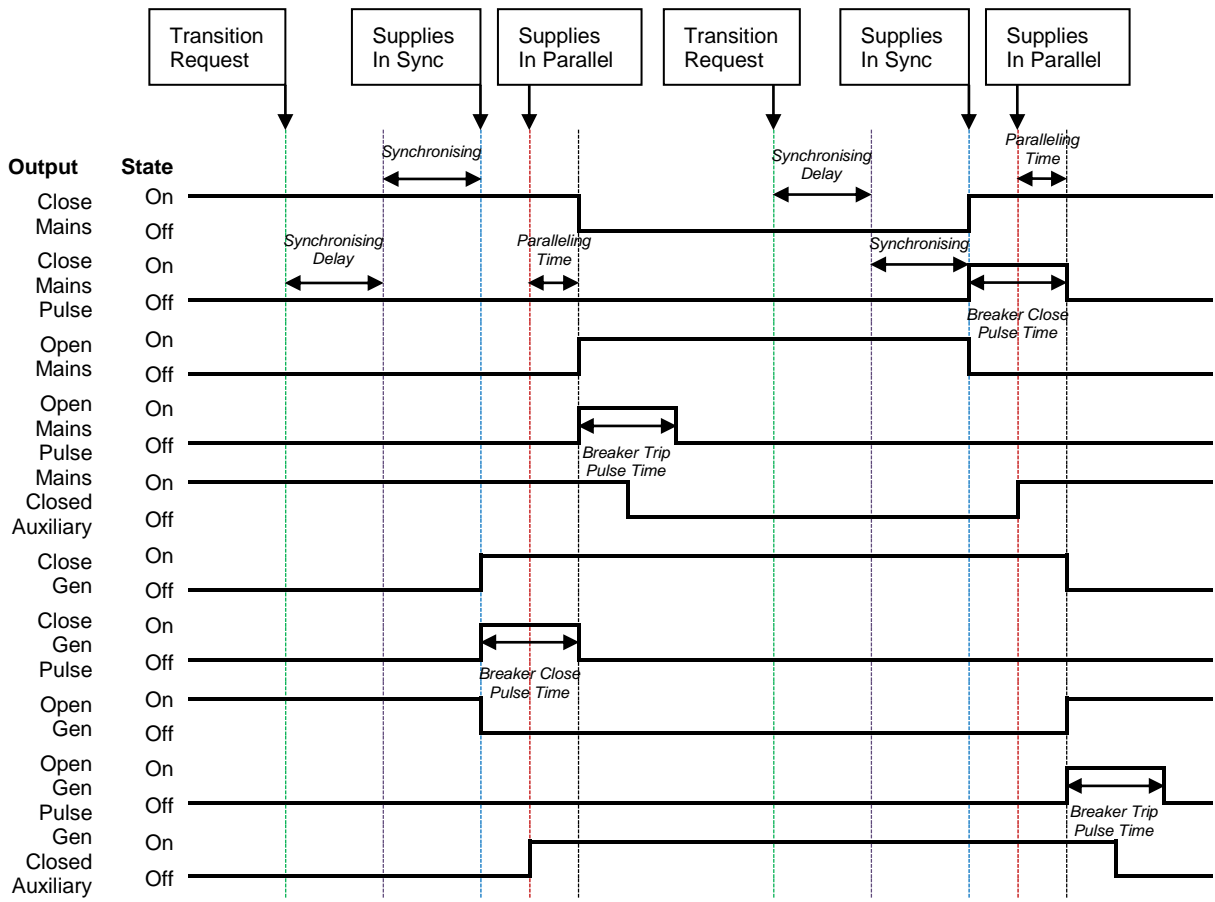 Transition
Request
Supplies
In Sync
Supplies
In Parallel
Transition
Request
Supplies
In Sync
Supplies
In Parallel
Output
State
Synchronising
Synchronising
Delay
Paralleling
Time
Close
Mains
On
Off
Synchronising
Delay
Paralleling
Time
Synchronising
Close
Mains
Pulse
On
Off
Breaker Close
Pulse Time
Open
Mains
On
Off
Open
Mains
Pulse
On
Off
Breaker Trip
Pulse Time
Mains
Closed
Auxiliary
On
Off
Close
Gen
On
Off
Close
Gen
Pulse
On
Off
Breaker Close
Pulse Time
Open
Gen
On
Off
Open
Gen
Pulse
On
Off
Breaker Trip
Pulse Time
Gen
Closed
Auxiliary
On
Off